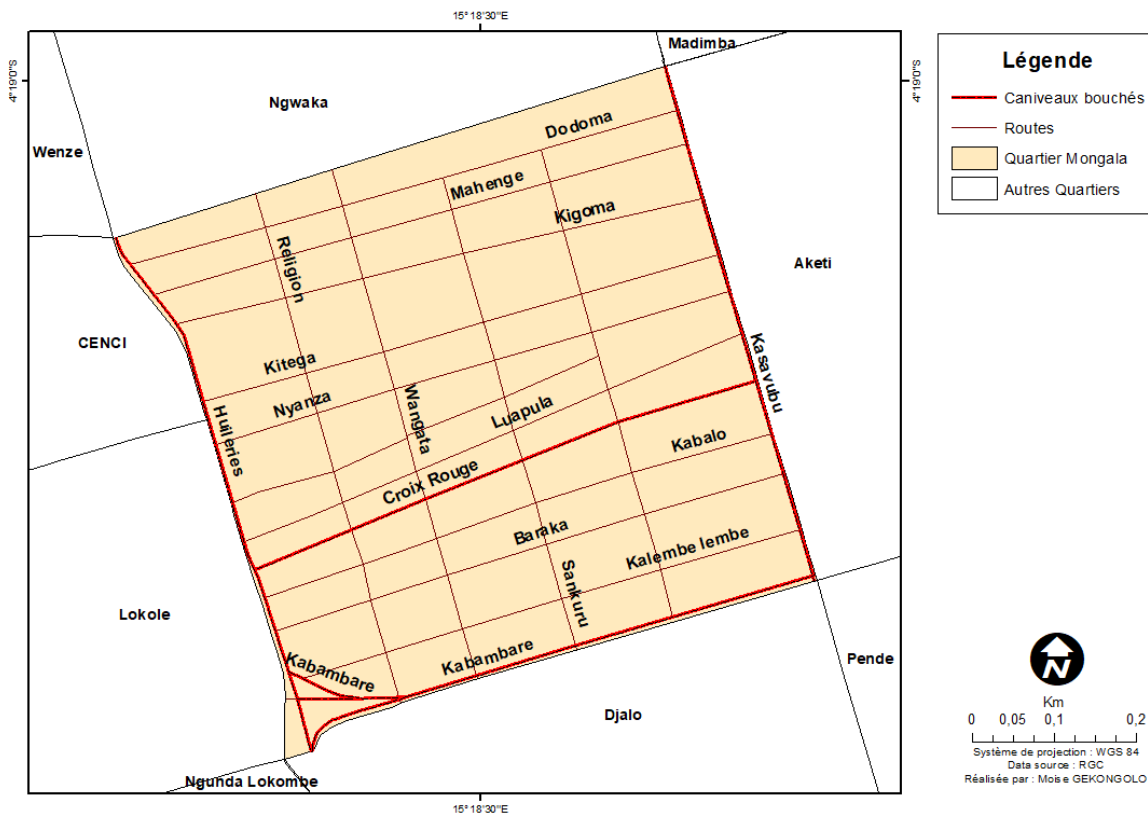 15° 18'30"E
Madimba
4°19'0"S
4°19'0"S
Ngwaka
Wenze
Dodoma
Mahenge
Kigoma
Religion
Aketi
CENCI
Kitega
Nyanza
Wangata
Luapula
Kasavubu
Huileries
Croix Rouge
Kabalo
Baraka
Kalembe lembe
Sankuru
Lokole
Kabambare
Kabambare
Pende
Djalo
Ngunda Lokombe
15° 18'30"E
Légende
Caniveaux bouchés
Routes
Quartier Mongala
Autres Quartiers
N
Km
0 0,05 0,1 0,2
Système de projection : WGS 84
Data source : RGC
Réalisée par : Moise GEKONGOLO